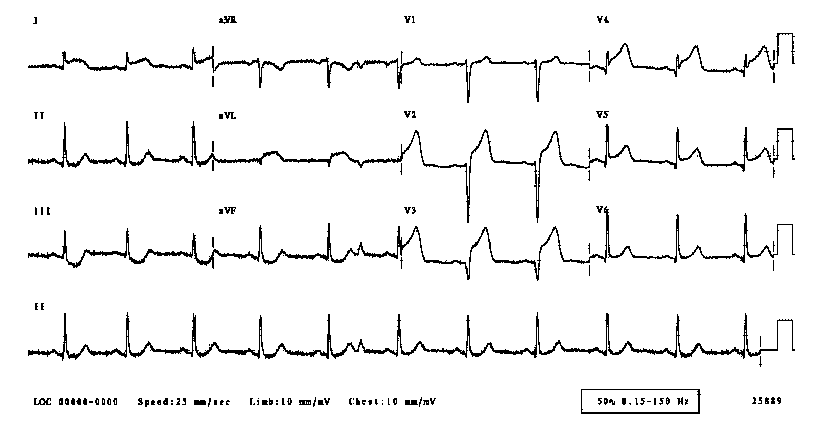 I aVR V1 V4
II aVL V2 V5
III aVF V3 V6
II
LOC 00000-0000 Speed:25 mm/sec Limb:10 mm/mV Chest:10 mm/mV 50~ 0.15-150 Hz 25889